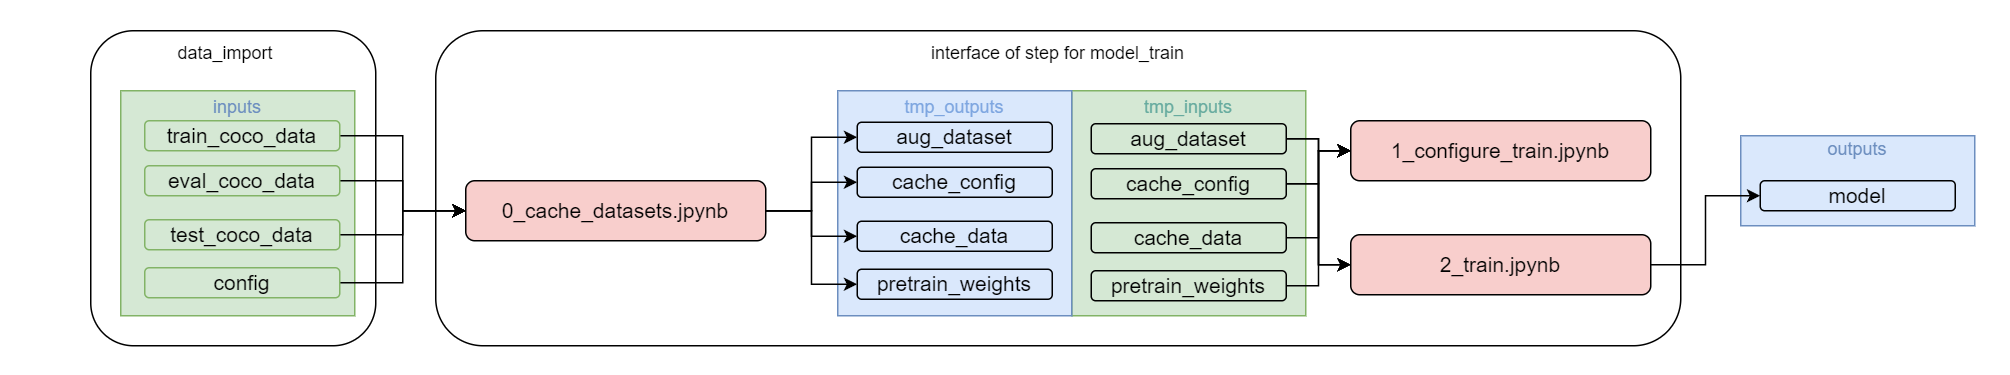 data_import
inputs
train_coco_data
eval_coco_data
test_coco_data
config
interface of step for model_train
0_cache_datasets.jpynb
tmp_outputs
aug_dataset
cache_config
cache_data
pretrain_weights
tmp_inputs
aug_dataset
cache_config
cache_data
pretrain_weights
1_configure_train.jpynb
2_train.jpynb
outputs
model